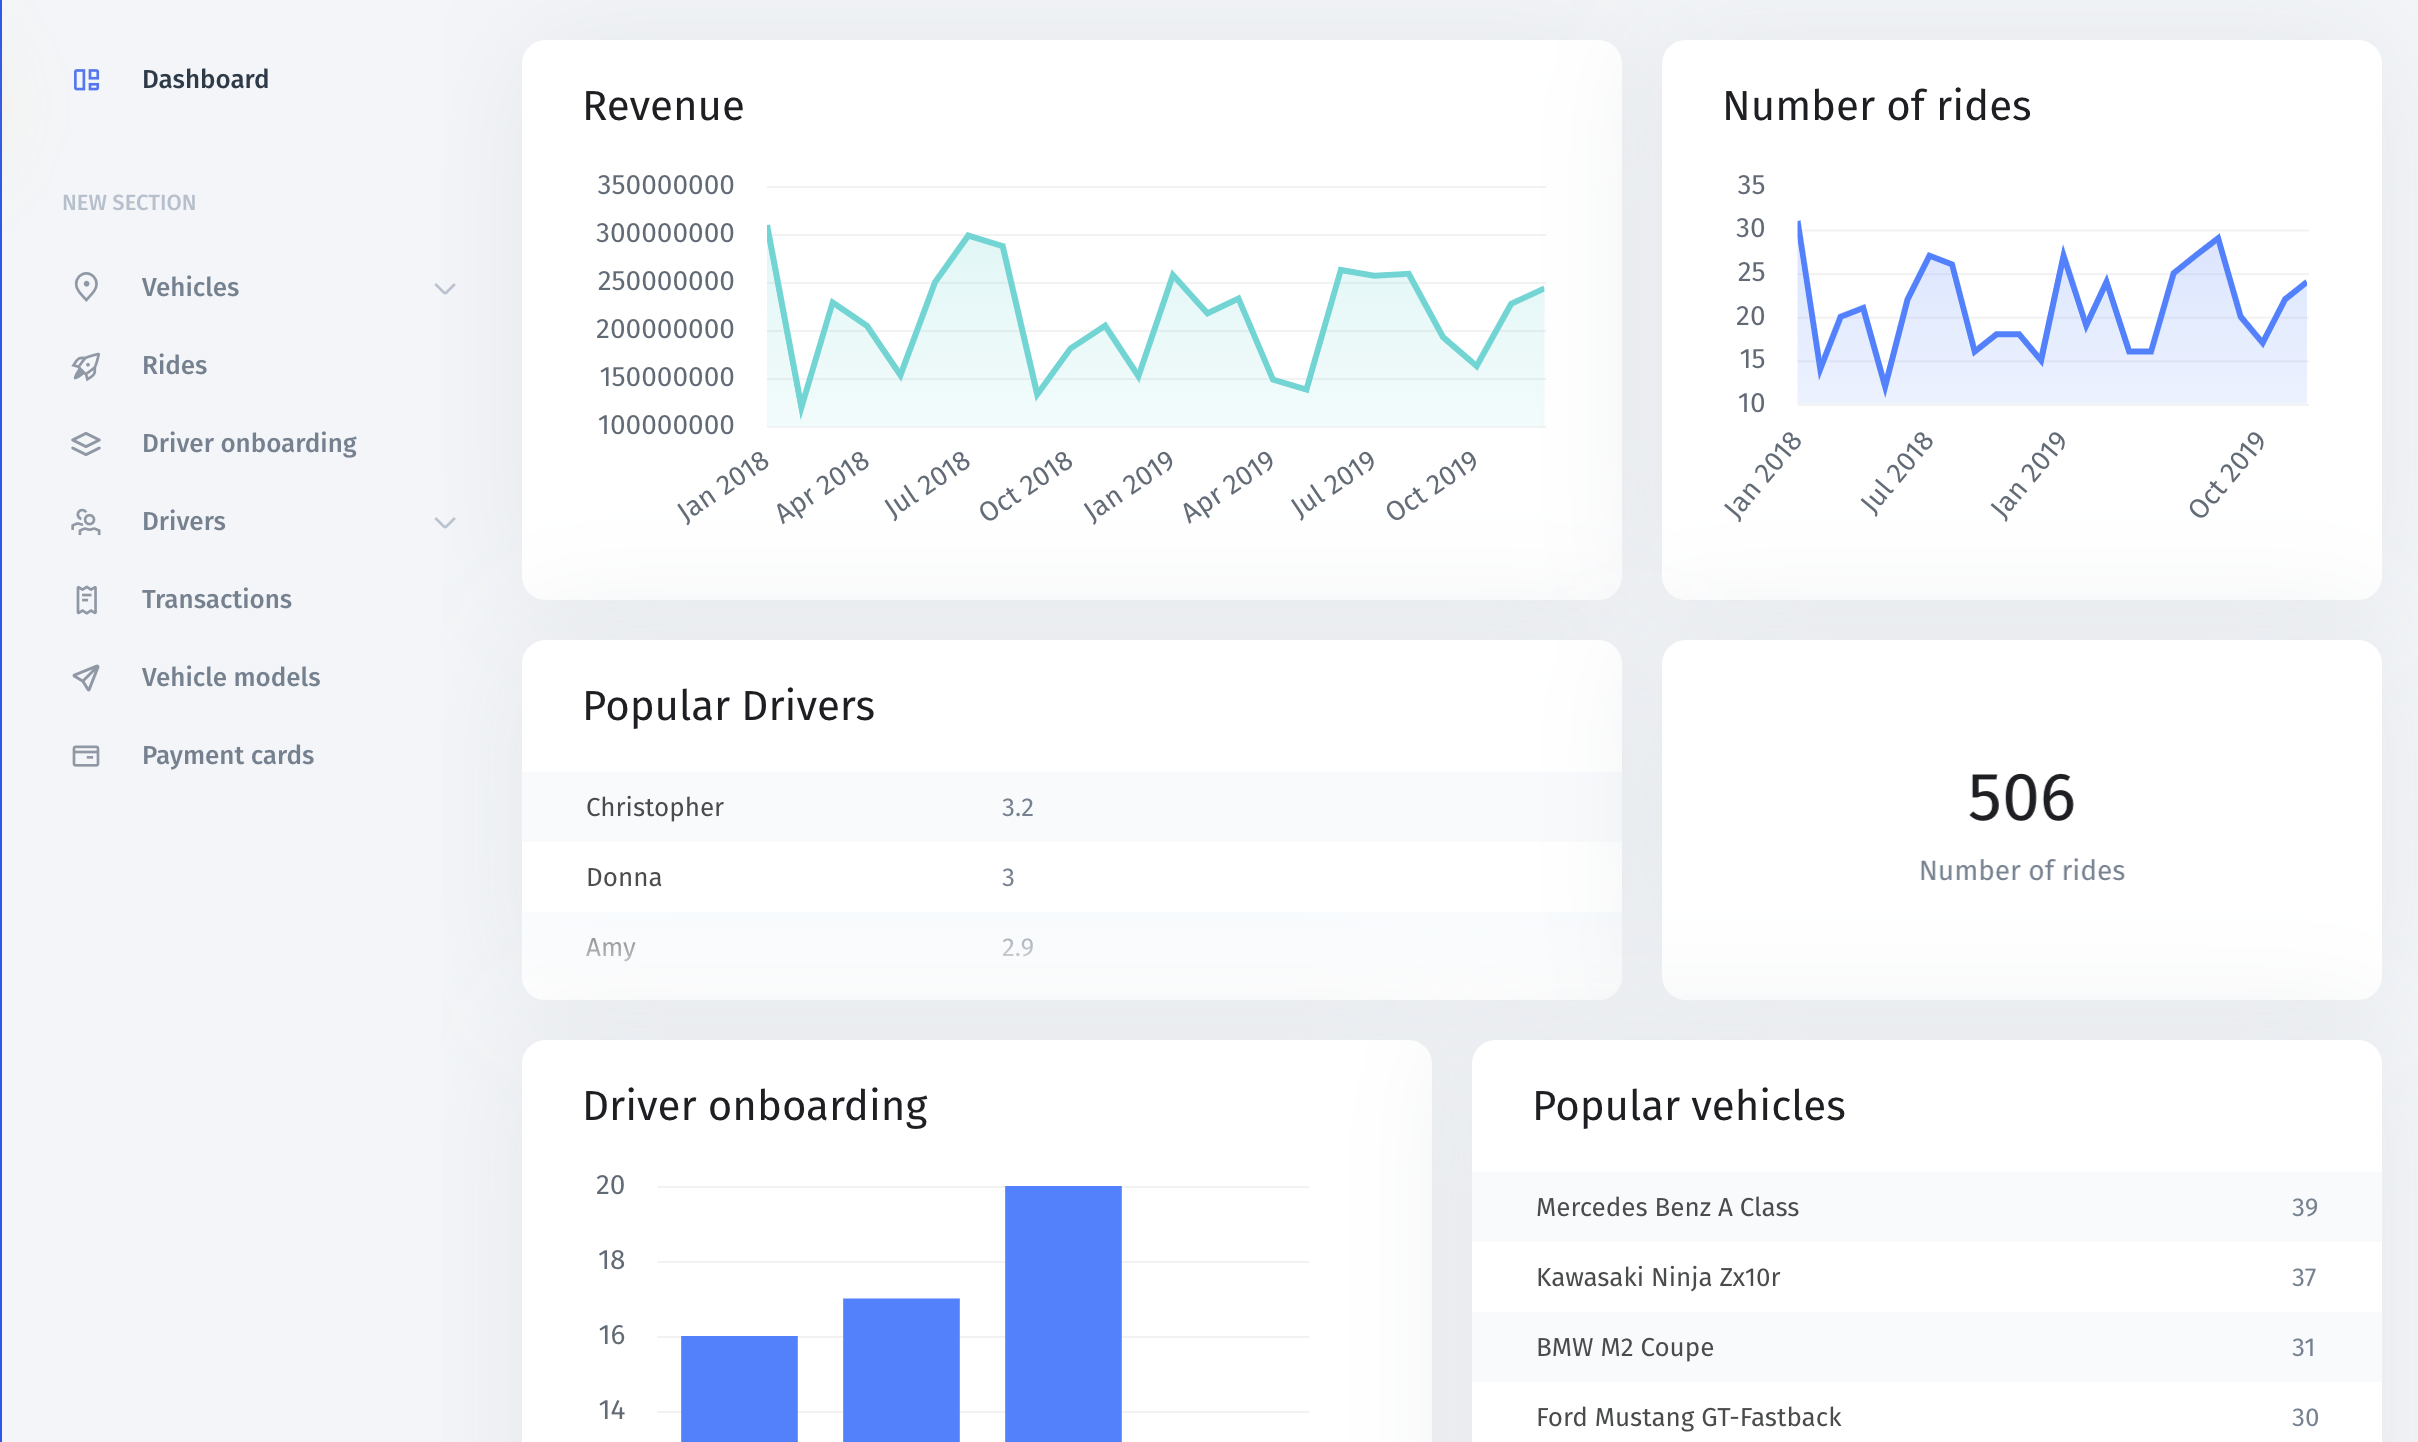 Dashboard
NEW SECTION
Vehicles
Rides
Driver onboarding
Drivers
Transactions
Vehicle models
Payment cards
Revenue
350000000
300000000
250000000
200000000
150000000
100000000
Jan 2018
Apr 2018
Jul 2018
Oct 2018
Jan 2019
Apr 2019
Jul 2019
Oct 2019
Number of rides
35
30
25
20
15
10
Jan 2018
Jul 2018
Jan 2019
Oct 2019
Popular Drivers
Christopher 3.2
Donna 3
Amy 2.9
506
Number of rides
Driver onboarding
20
18
16
14
Popular vehicles
Mercedes Benz A Class 39
Kawasaki Ninja Zx10r 37
BMW M2 Coupe 31
Ford Mustang GT-Fastback 30